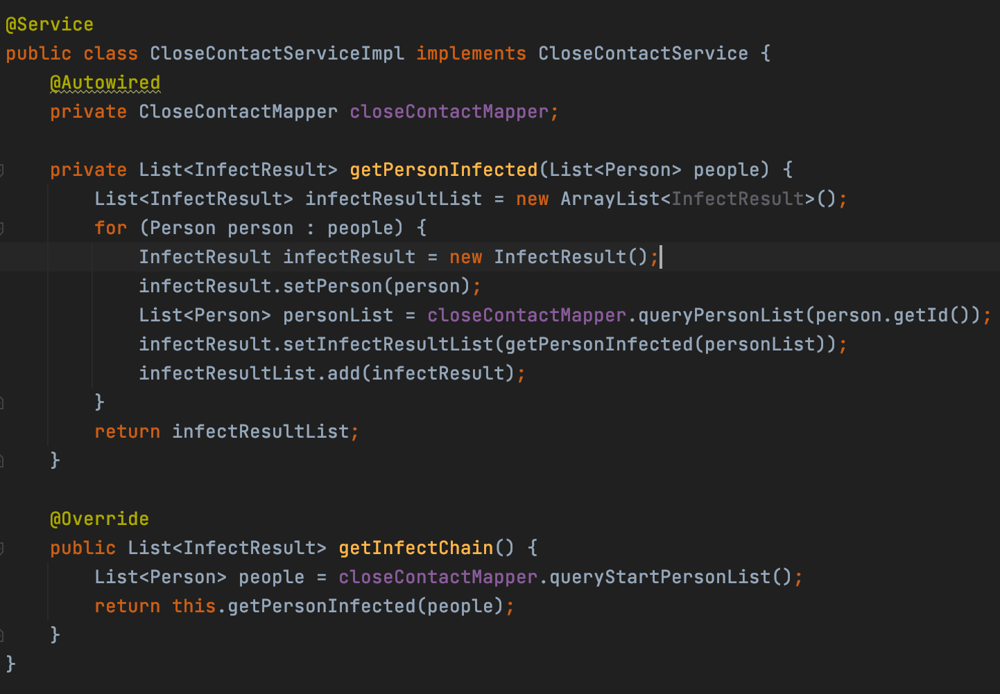 @Service
public class CloseContactServiceImpl implements CloseContactService {
    @Autowired
    private CloseContactMapper closeContactMapper;

    private List<InfectResult> getPersonInfected(List<Person> people) {
        List<InfectResult> infectResultList = new ArrayList<InfectResult>();
        for (Person person : people) {
            InfectResult infectResult = new InfectResult();
            infectResult.setPerson(person);
            List<Person> personList = closeContactMapper.queryPersonList(person.getId());
            infectResult.setInfectResultList(getPersonInfected(personList));
            infectResultList.add(infectResult);
        }
        return infectResultList;
    }

    @Override
    public List<InfectResult> getInfectChain() {
        List<Person> people = closeContactMapper.queryStartPersonList();
        return this.getPersonInfected(people);
    }
}